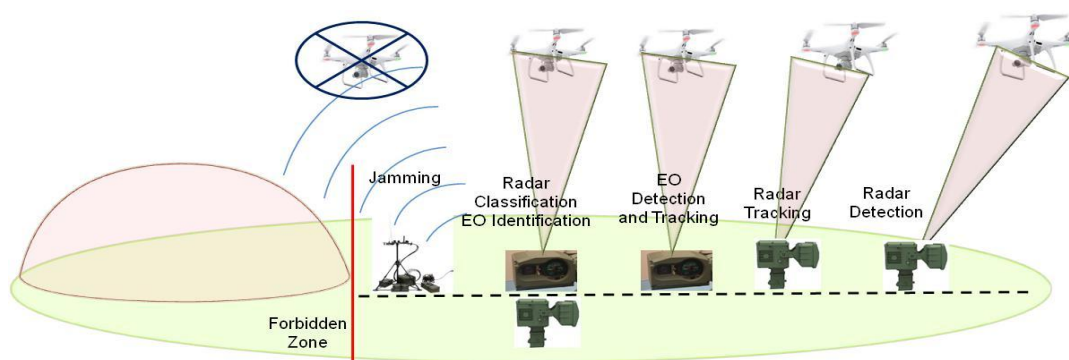 Jamming
Radar
Classification
EO Identification
EO
Detection
and Tracking
Radar
Tracking
Radar
Detection
Forbidden
Zone